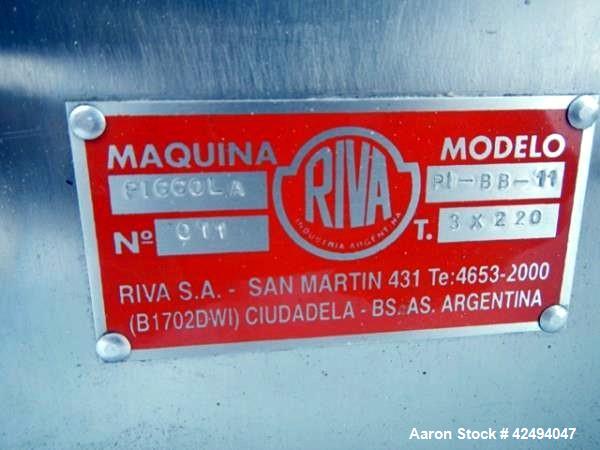 MAQUINA
PICCOLA
Nº 011
RIVA
INDUSTRIA ARGENTINA
MODELO
PI-BB-11
T. 3 X 220
RIVA S.A. - SAN MARTIN 431 Te:4653-2000
(B1702DWI) CIUDADELA - BS. AS. ARGENTINA
Aaron Stock # 42494047